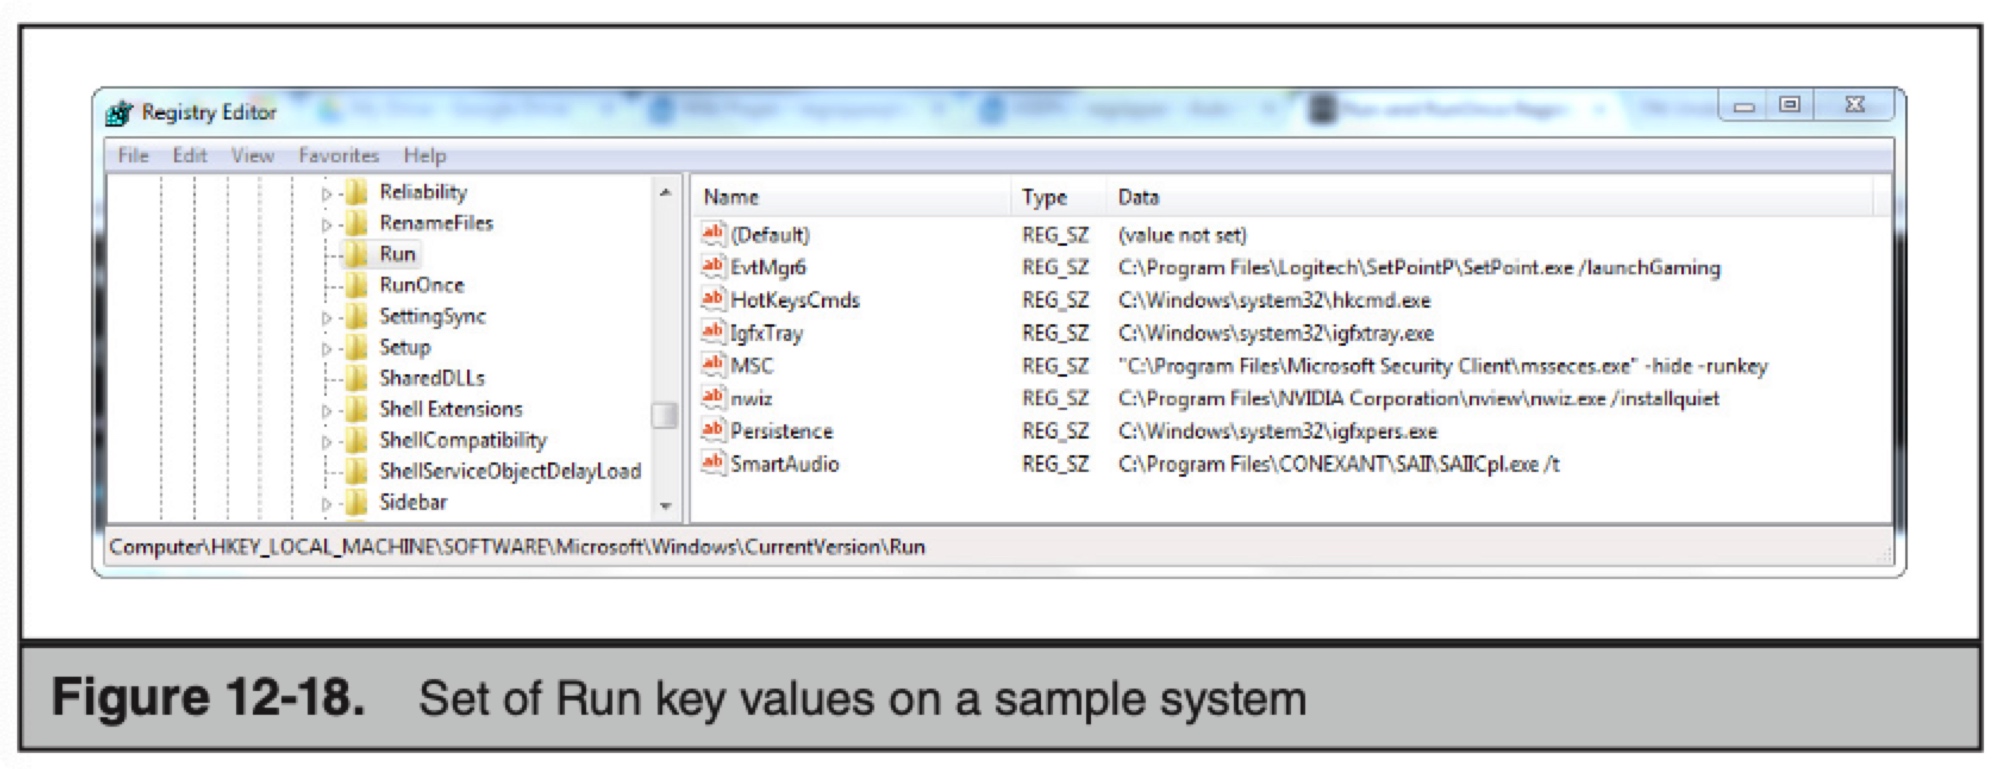 Registry Editor
File Edit View Favorites Help
Reliability
RenameFiles
Run
RunOnce
SettingSync
Setup
SharedDLLs
Shell Extensions
ShellCompatibility
ShellServiceObjectDelayLoad
Sidebar
Name Type Data
(Default) REG_SZ (value not set)
EvtMgr6 REG_SZ C:\Program Files\Logitech\SetPointP\SetPoint.exe /launchGaming
HotKeysCmds REG_SZ C:\Windows\system32\hkcmd.exe
IgfxTray REG_SZ C:\Windows\system32\igfxtray.exe
MSC REG_SZ "C:\Program Files\Microsoft Security Client\msseces.exe" -hide -runkey
nwiz REG_SZ C:\Program Files\NVIDIA Corporation\nview\nwiz.exe /installquiet
Persistence REG_SZ C:\Windows\system32\igfxpers.exe
SmartAudio REG_SZ C:\Program Files\CONEXANT\SAII\SAIICpl.exe /t
Computer\HKEY_LOCAL_MACHINE\SOFTWARE\Microsoft\Windows\CurrentVersion\Run
Figure 12-18. Set of Run key values on a sample system